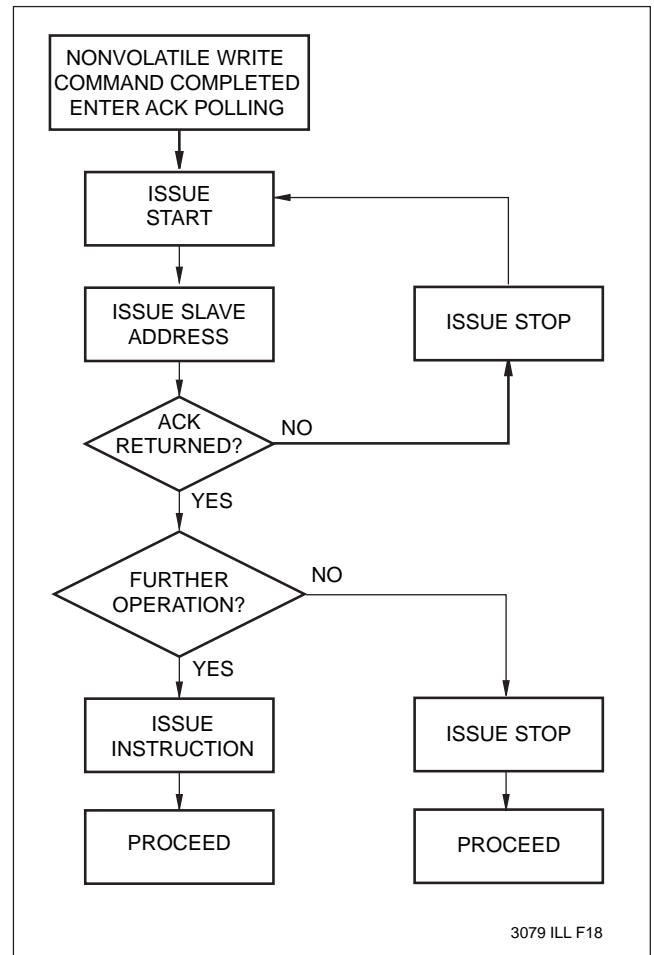 NONVOLATILE WRITE
COMMAND COMPLETED
ENTER ACK POLLING
ISSUE
START
ISSUE SLAVE
ADDRESS
ISSUE STOP
ACK
RETURNED?
NO
YES
FURTHER
OPERATION?
NO
YES
ISSUE
INSTRUCTION
ISSUE STOP
PROCEED
PROCEED
3079 ILL F18